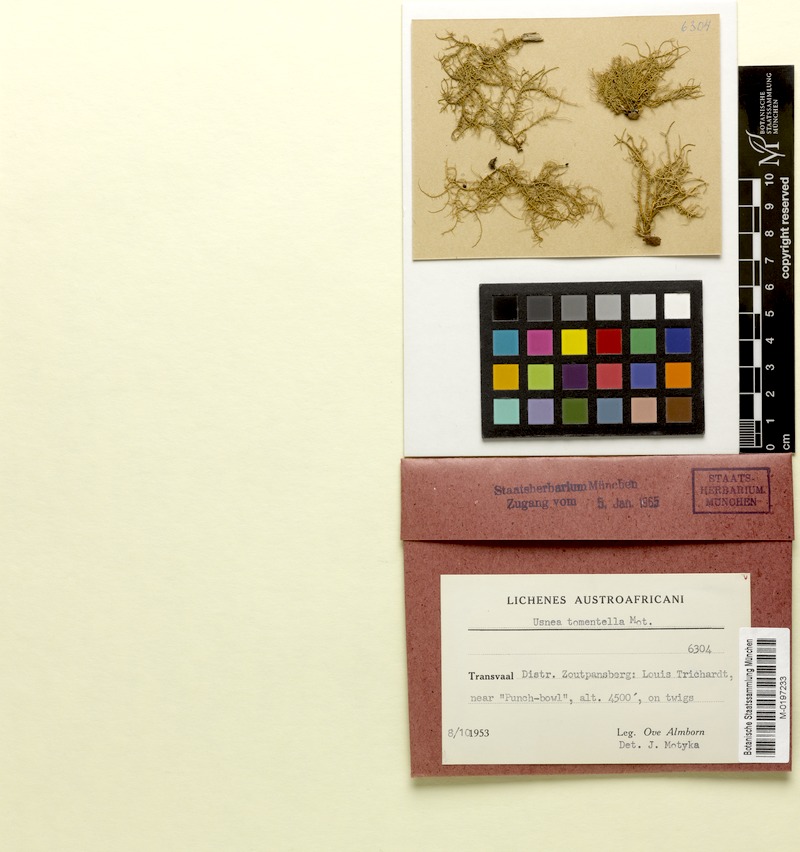 6304
BOTANISCHE
STAATSSAMMLUNG
MÜNCHEN
copyright reserved
0 1 2 3 4 5 6 7 8 9 10
cm
Staatsherbarium München
Zugang vom 5. Jan. 1965
STAATS-
HERBARIUM
MÜNCHEN
LICHENES AUSTROAFRICANI
Usnea tomentella Mot.
6304
Transvaal Distr. Zoutpansberg: Louis Trichardt,
near "Punch-bowl", alt. 4500', on twigs
8/10 1953 Leg. Ove Almborn
Det. J. Motyka
Botanische Staatssammlung München
M-0197233